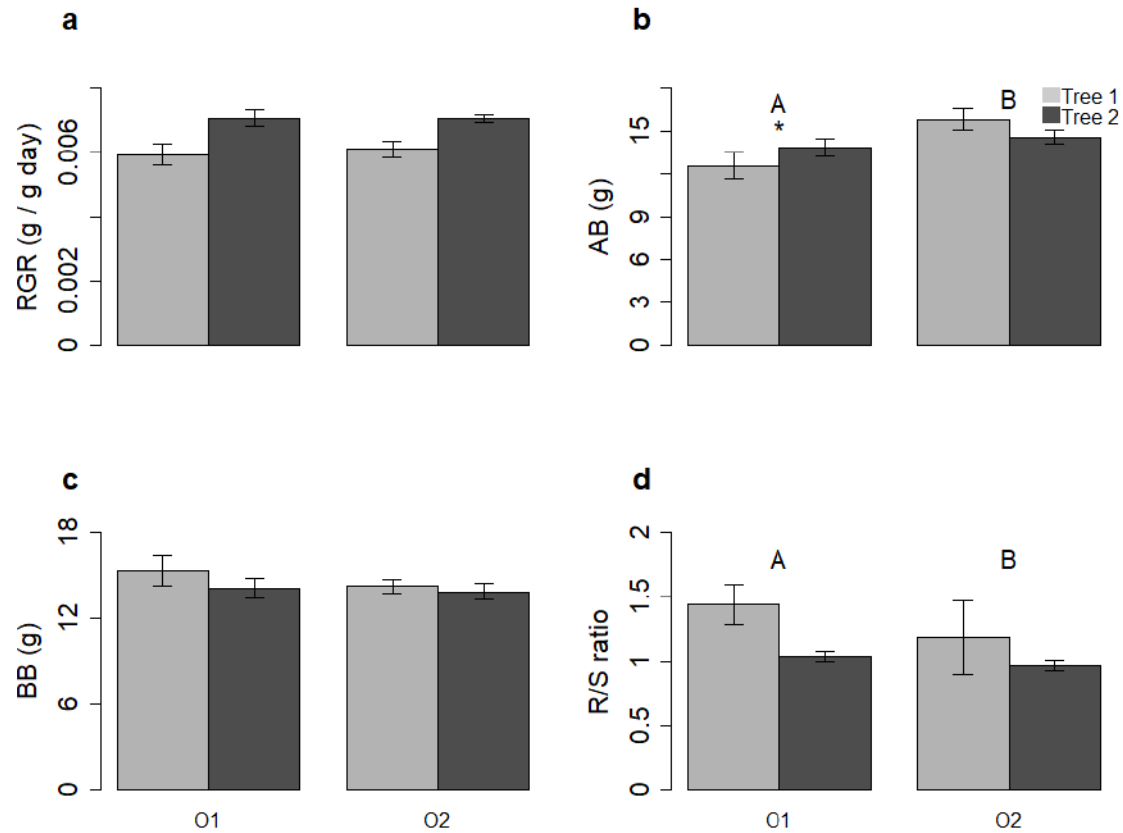 a
RGR (g / g day)
0.006
0.002
0
b
AB (g)
15
9
6
3
0
A
*
B
Tree 1
Tree 2
c
BB (g)
18
12
6
0
O1
O2
d
R/S ratio
2
1.5
1
0.5
0
A
B
O1
O2